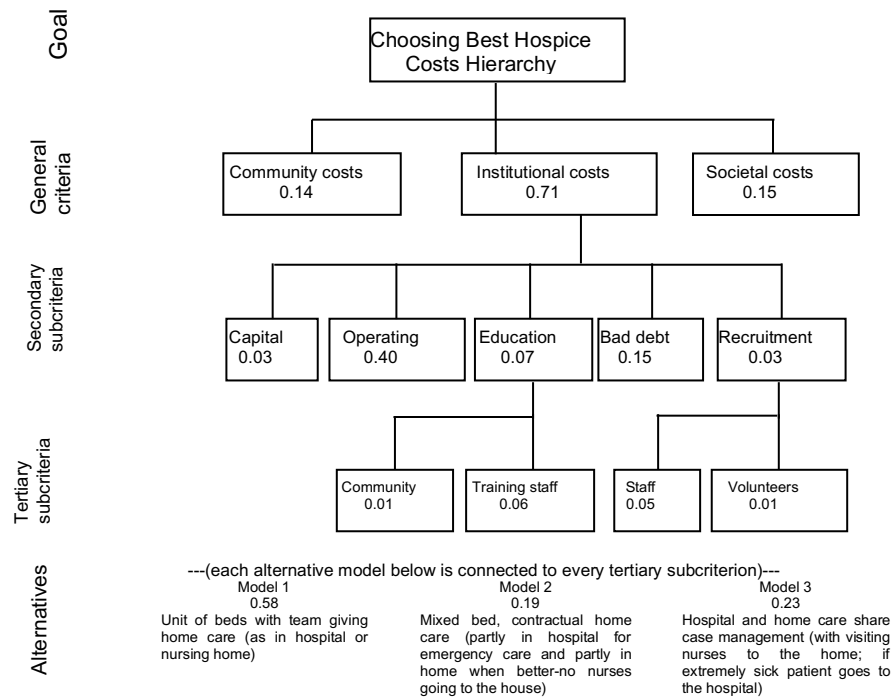 Goal
Choosing Best Hospice
Costs Hierarchy
General
criteria
Community costs
0.14
Institutional costs
0.71
Societal costs
0.15
Secondary
subcriteria
Capital
0.03
Operating
0.40
Education
0.07
Bad debt
0.15
Recruitment
0.03
Tertiary
subcriteria
Community
0.01
Training staff
0.06
Staff
0.05
Volunteers
0.01
Alternatives
---(each alternative model below is connected to every tertiary subcriterion)---
Model 1
0.58
Unit of beds with team giving
home care (as in hospital or
nursing home)
Model 2
0.19
Mixed bed, contractual home
care (partly in hospital for
emergency care and partly in
home when better-no nurses
going to the house)
Model 3
0.23
Hospital and home care share
case management (with visiting
nurses to the home; if
extremely sick patient goes to
the hospital)